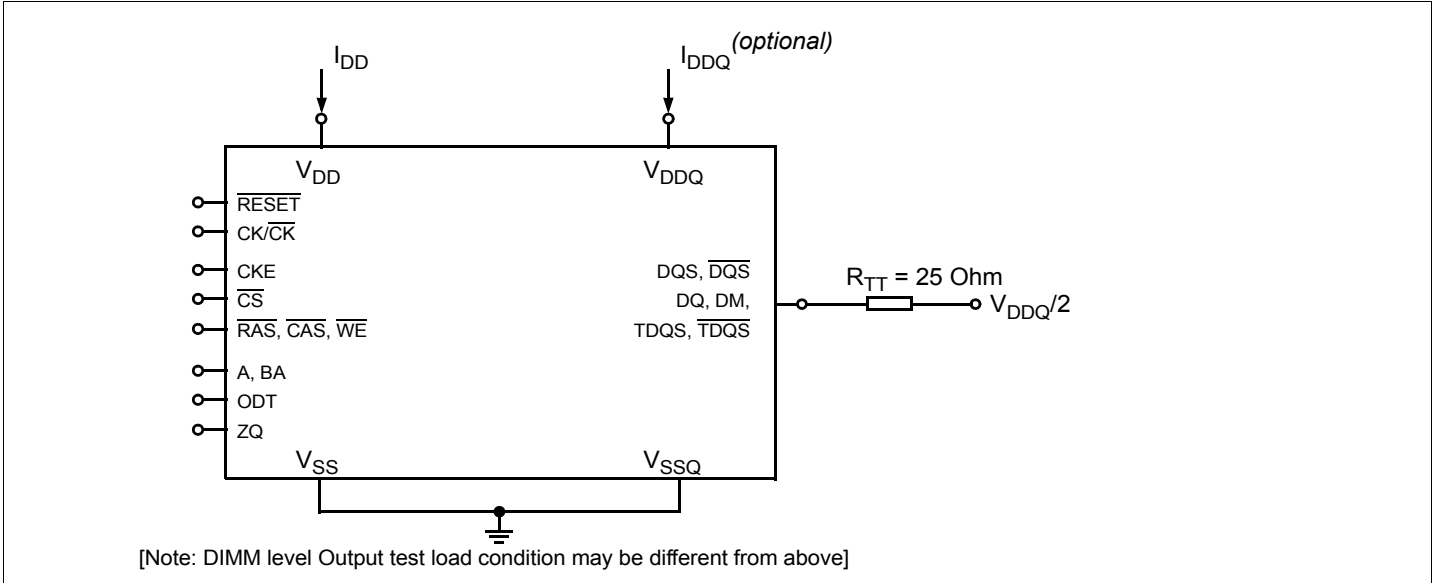 IDD
IDDQ (optional)
VDD
VDDQ
RESET
CK/CK
CKE
CS
RAS, CAS, WE
A, BA
ODT
ZQ
DQS, DQS
DQ, DM,
TDQS, TDQS
RTT = 25 Ohm
VDDQ/2
VSS
VSSQ
[Note: DIMM level Output test load condition may be different from above]